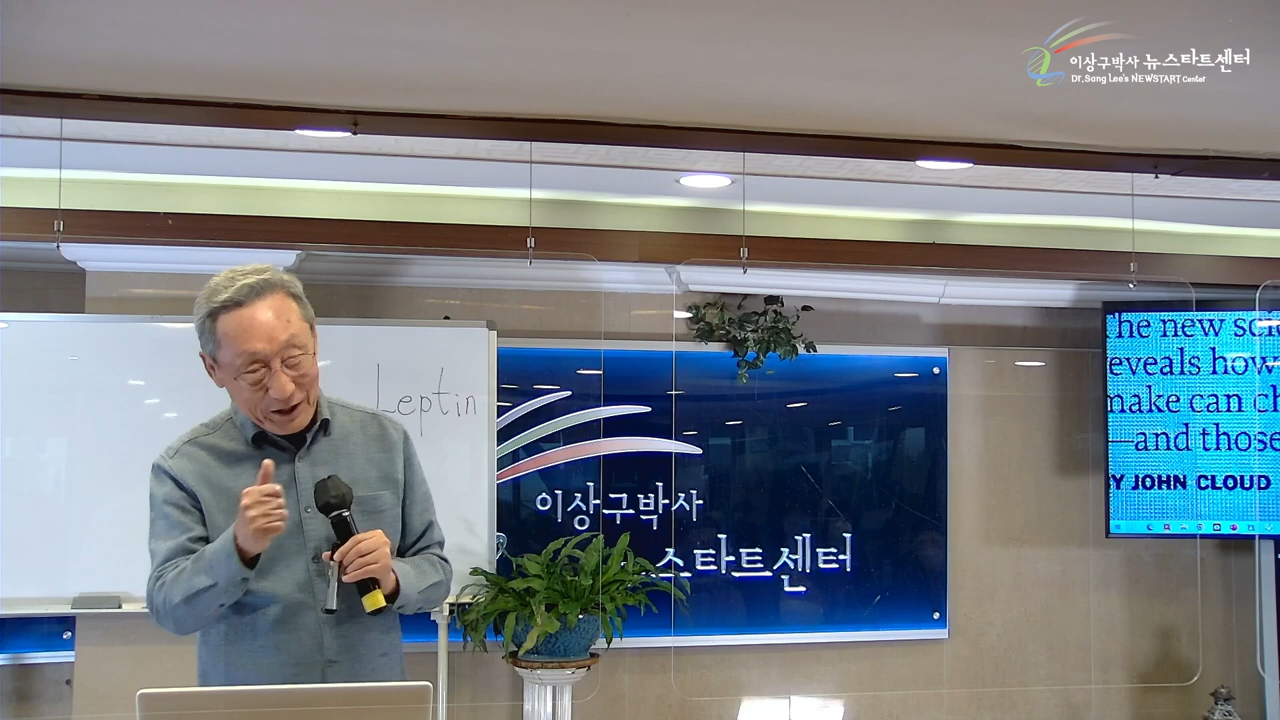 이상구박사 뉴스타트센터
Dr. Sang Lee's NEWSTART Center
Leptin
이상구박사
스타트센터
the new sci
eveals how
make can ch
—and those
Y JOHN CLOUD